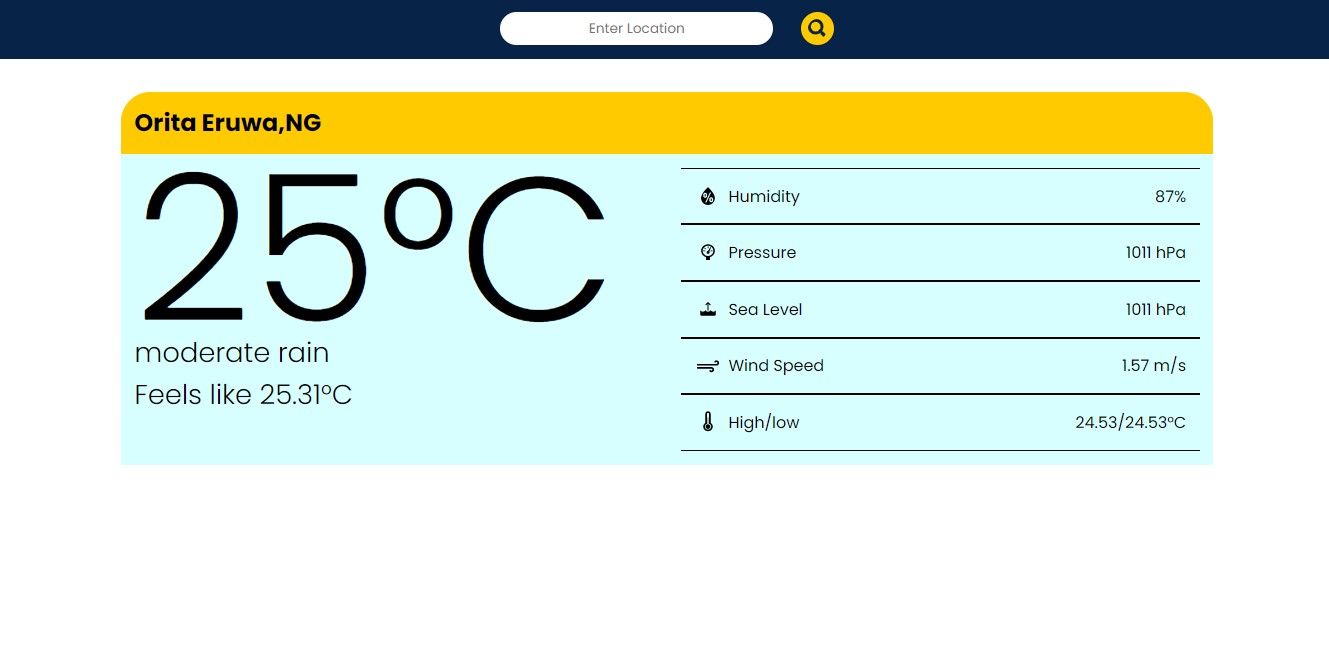 Enter Location
Orita Eruwa,NG
25°C
moderate rain
Feels like 25.31°C
Humidity 87%
Pressure 1011 hPa
Sea Level 1011 hPa
Wind Speed 1.57 m/s
High/low 24.53/24.53°C